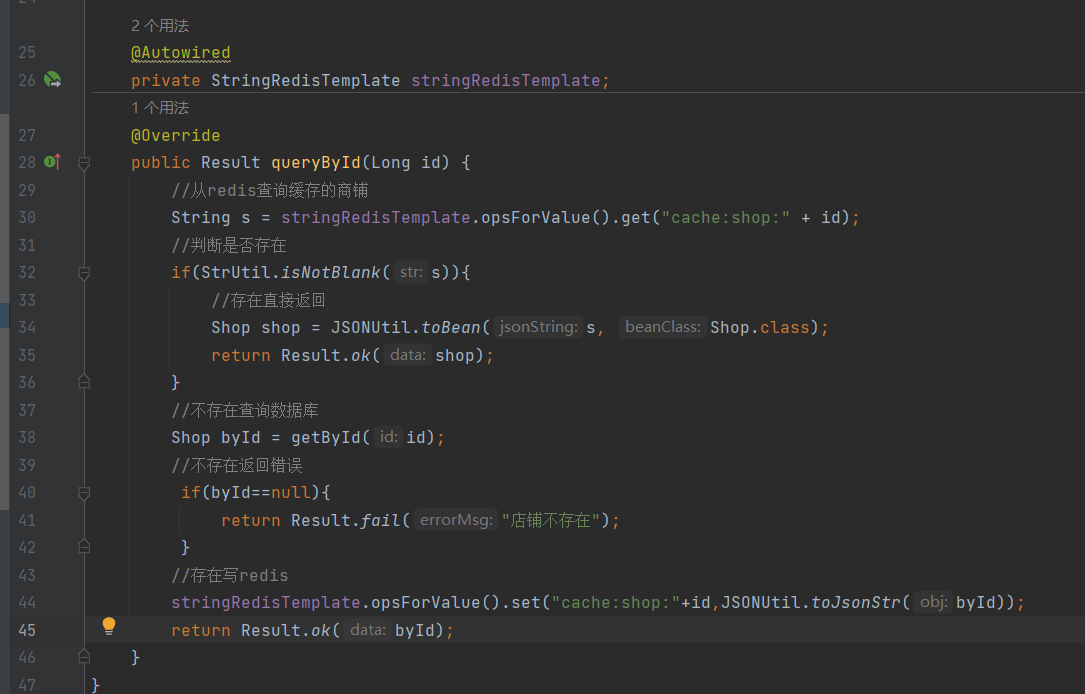 24
2 个用法
25 @Autowired
26 private StringRedisTemplate stringRedisTemplate;
1 个用法
27 @Override
28 public Result queryById(Long id) {
29 //从redis查询缓存的商铺
30 String s = stringRedisTemplate.opsForValue().get("cache:shop:" + id);
31 //判断是否存在
32 if(StrUtil.isNotBlank( str: s)){
33 //存在直接返回
34 Shop shop = JSONUtil.toBean( jsonString: s, beanClass: Shop.class);
35 return Result.ok( data: shop);
36 }
37 //不存在查询数据库
38 Shop byId = getById( id: id);
39 //不存在返回错误
40 if(byId==null){
41 return Result.fail( errorMsg: "店铺不存在");
42 }
43 //存在写redis
44 stringRedisTemplate.opsForValue().set("cache:shop:"+id,JSONUtil.toJsonStr( obj: byId));
45 return Result.ok( data: byId);
46 }
47 }